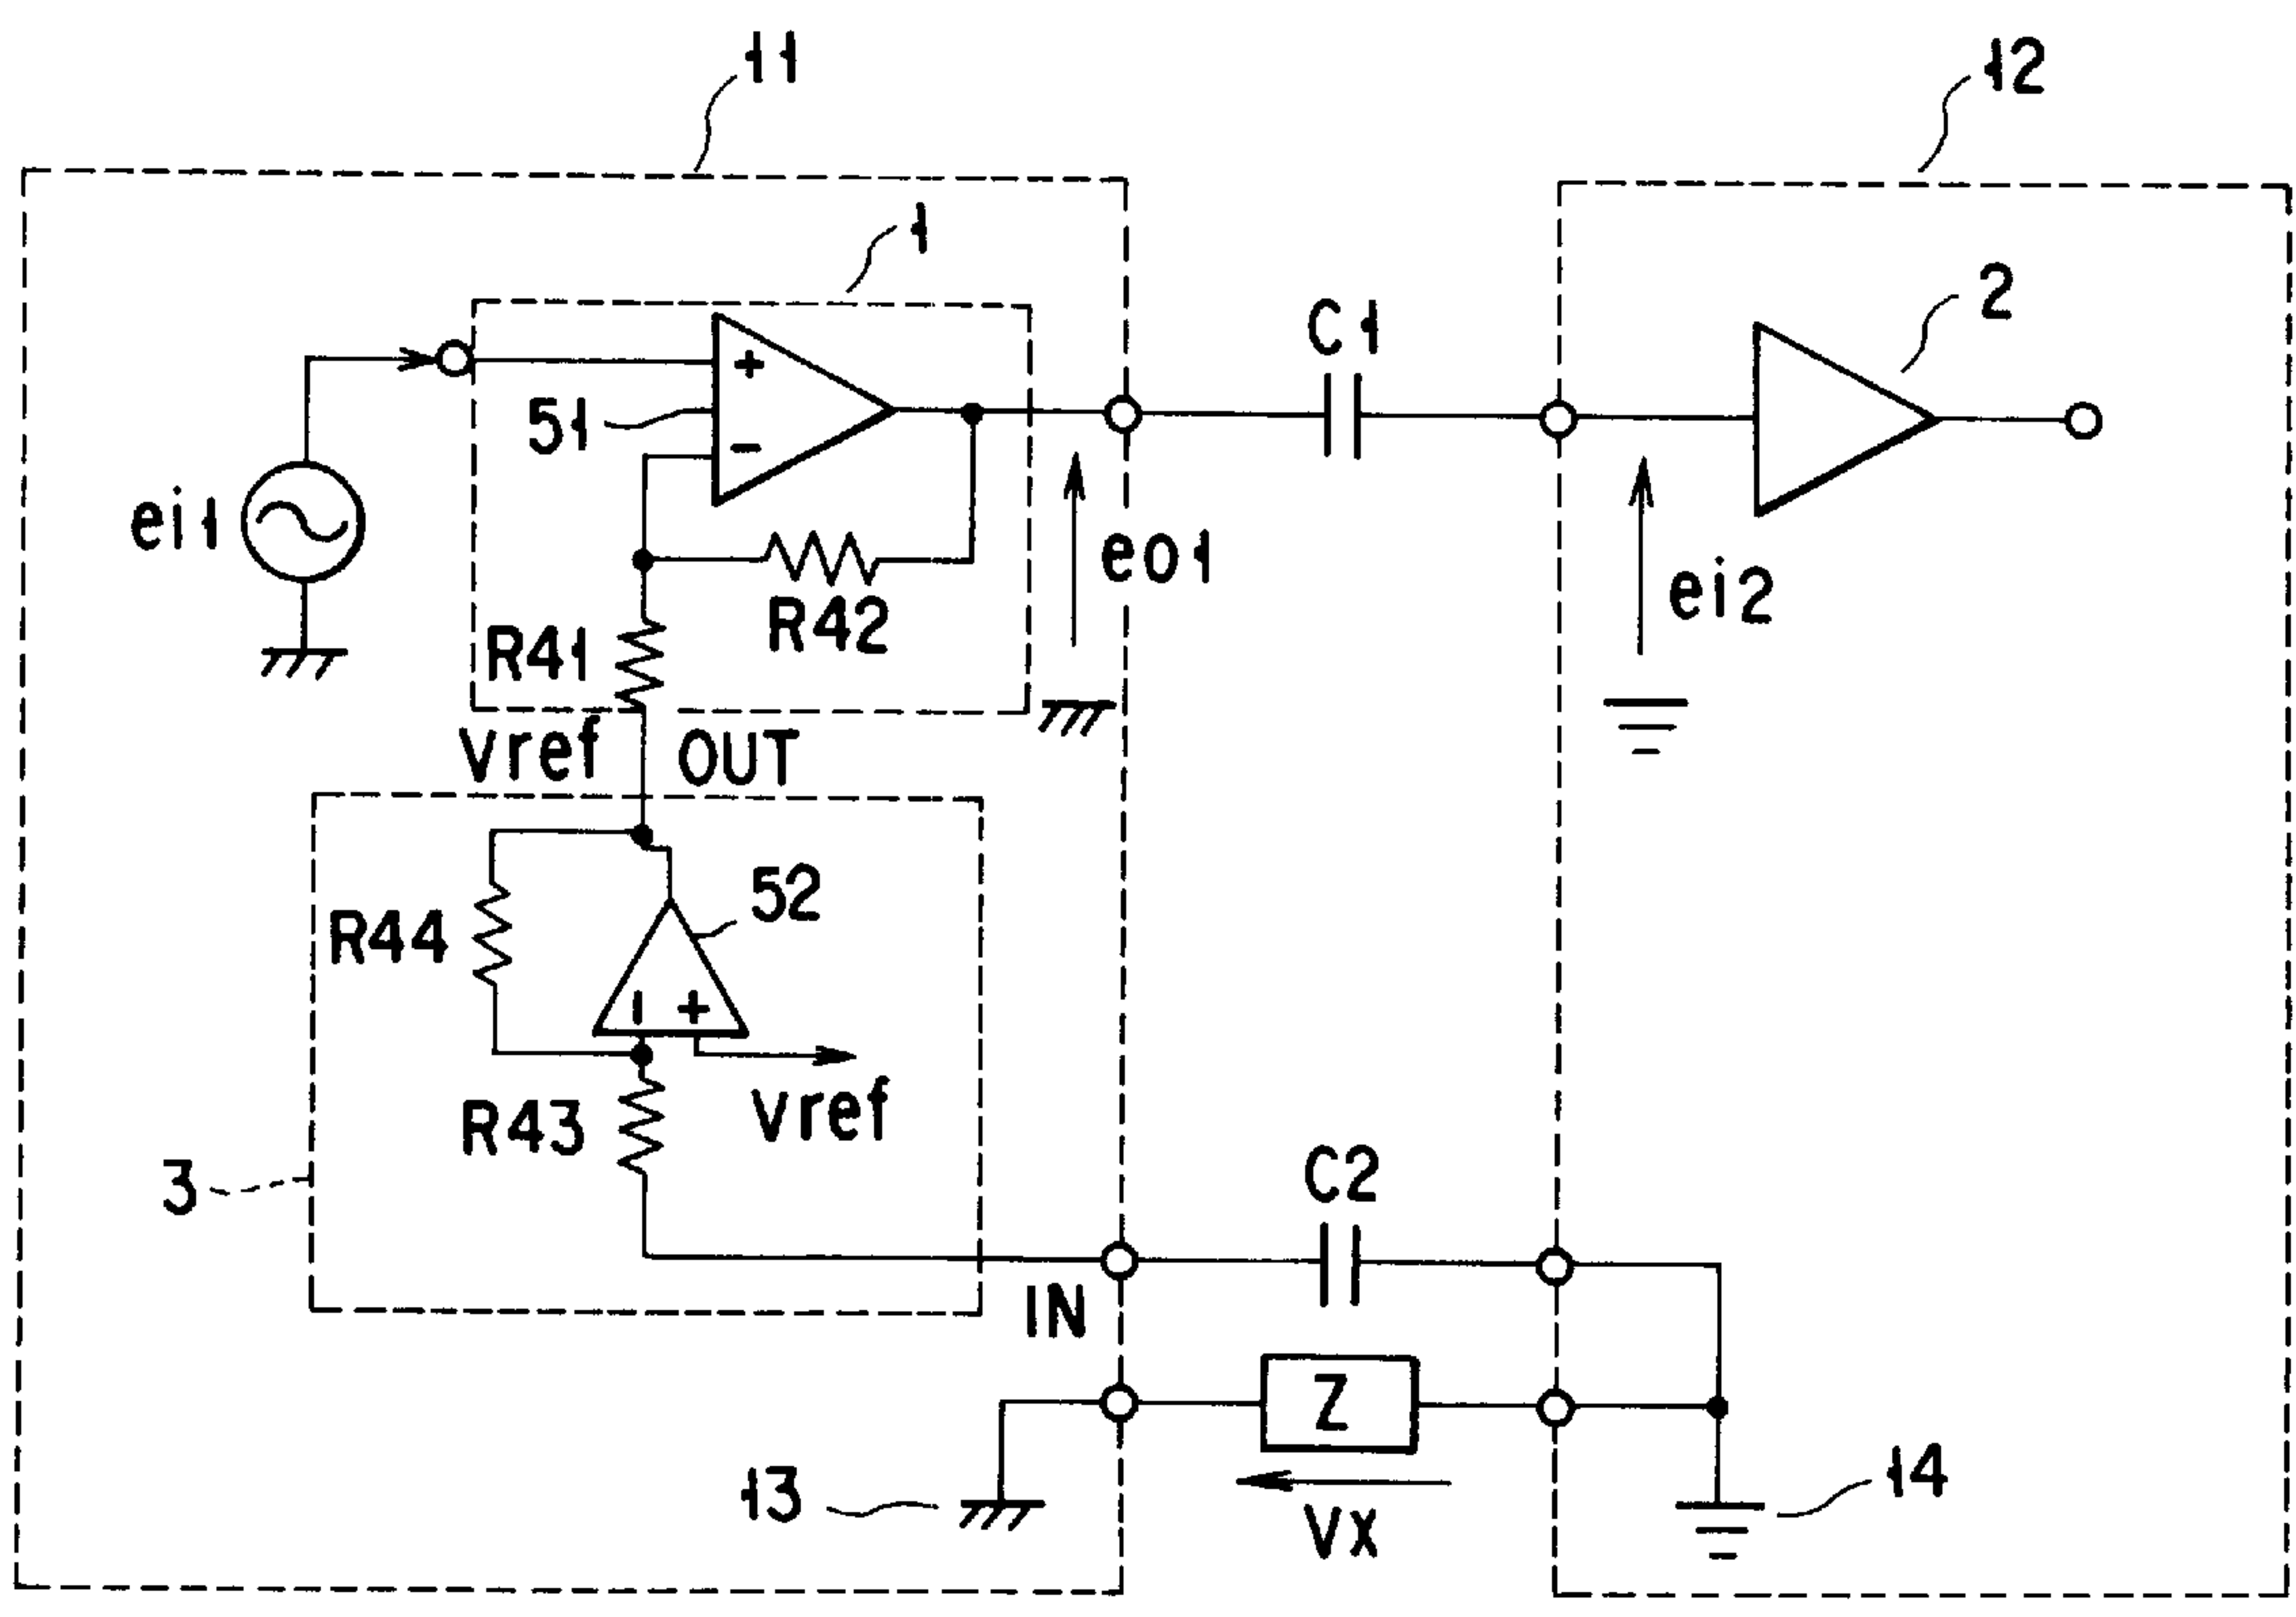 11
12
1
2
C1
+
51
-
ei1
eo1
ei2
R42
R41
vref OUT
52
R44
- +
vref
R43
3
C2
IN
Z
13
14
Vx